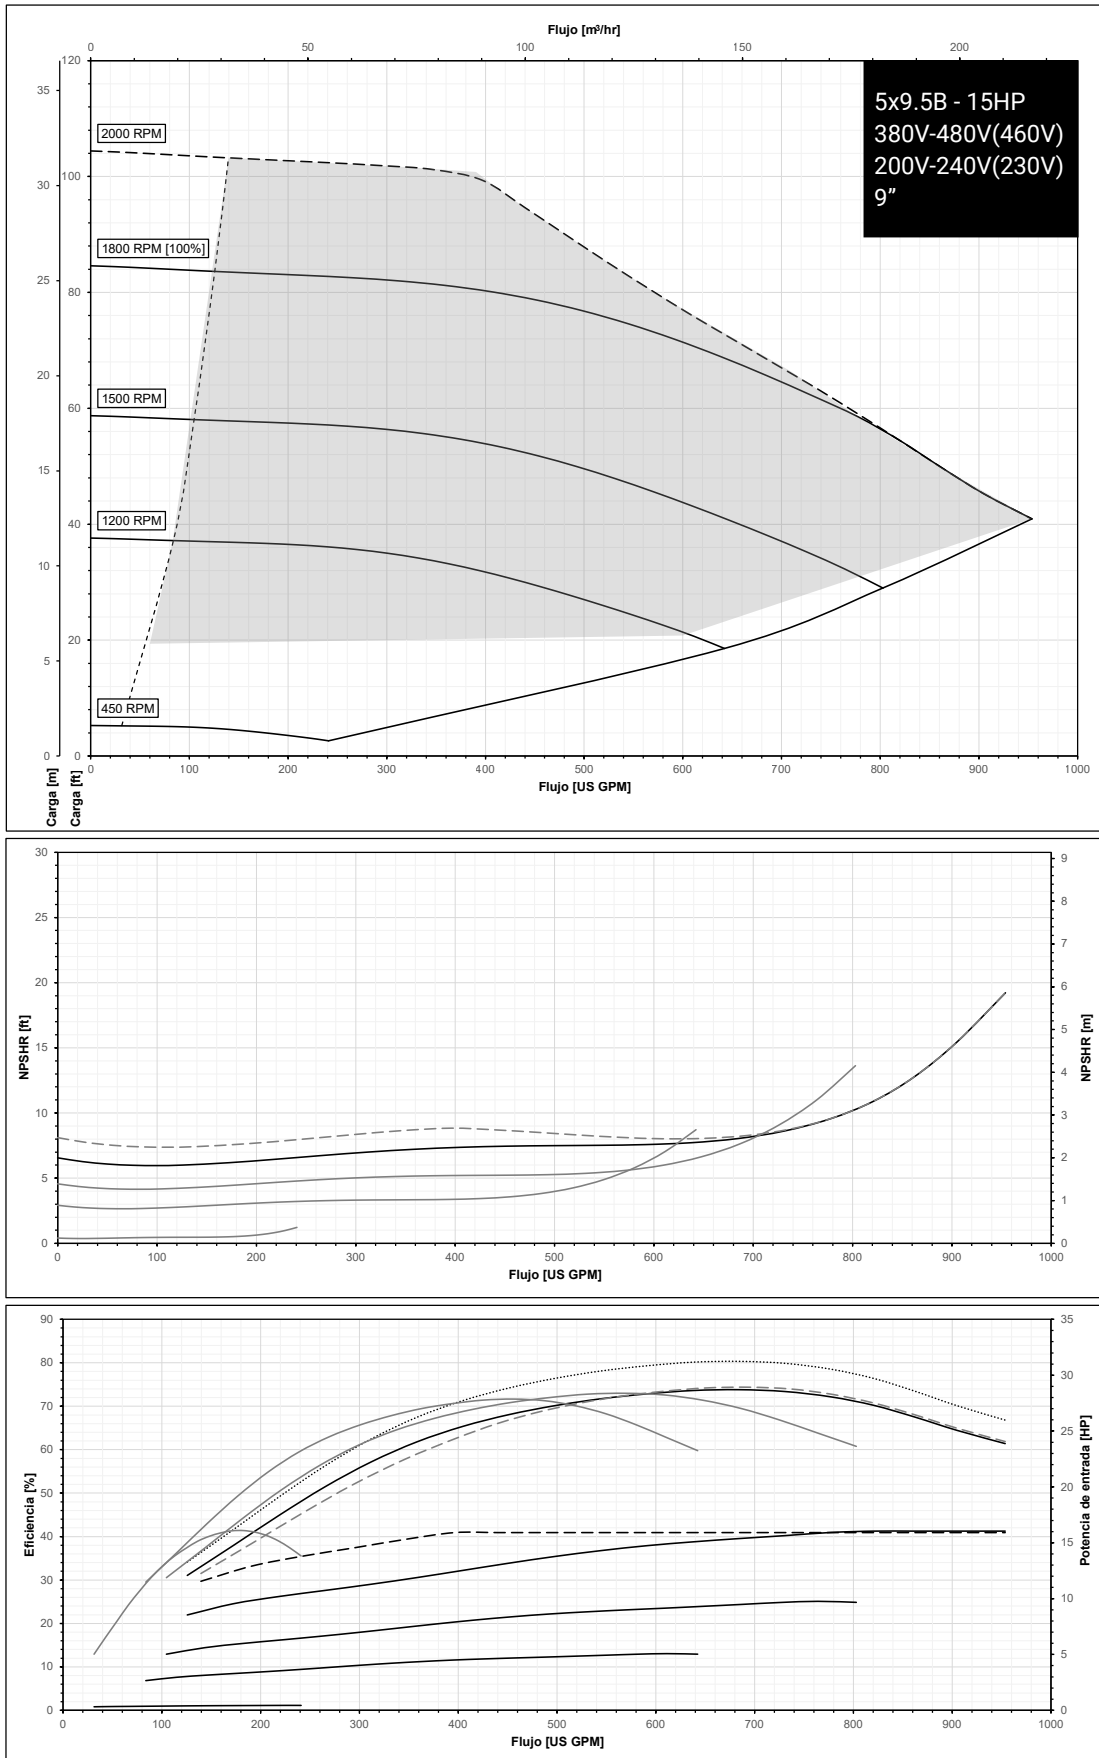 Flujo [m³/hr]
0 50 100 150 200
120
100
80
60
40
20
0
35
30
25
20
15
10
5
0
5x9.5B - 15HP
380V-480V(460V)
200V-240V(230V)
9”
2000 RPM
1800 RPM [100%]
1500 RPM
1200 RPM
450 RPM
0 100 200 300 400 500 600 700 800 900 1000
Flujo [US GPM]
Carga [m]
Carga [ft]
30
25
20
15
10
5
0
NPSHR [ft]
9
8
7
6
5
4
3
2
1
0
NPSHR [m]
0 100 200 300 400 500 600 700 800 900 1000
Flujo [US GPM]
90
80
70
60
50
40
30
20
10
0
Eficiencia [%]
35
30
25
20
15
10
5
0
Potencia de entrada [HP]
0 100 200 300 400 500 600 700 800 900 1000
Flujo [US GPM]